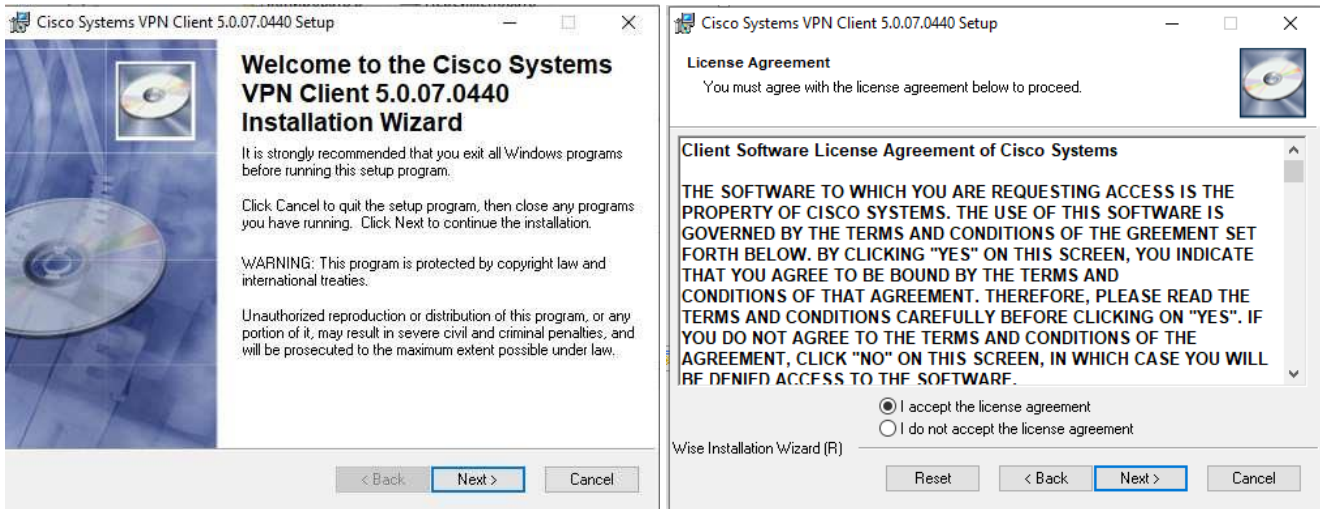 Cisco Systems VPN Client 5.0.07.0440 Setup
Welcome to the Cisco Systems
VPN Client 5.0.07.0440
Installation Wizard
It is strongly recommended that you exit all Windows programs
before running this setup program.
Click Cancel to quit the setup program, then close any programs
you have running. Click Next to continue the installation.
WARNING: This program is protected by copyright law and
international treaties.
Unauthorized reproduction or distribution of this program, or any
portion of it, may result in severe civil and criminal penalties, and
will be prosecuted to the maximum extent possible under law.
< Back
Next >
Cancel
Cisco Systems VPN Client 5.0.07.0440 Setup
License Agreement
You must agree with the license agreement below to proceed.
Client Software License Agreement of Cisco Systems
THE SOFTWARE TO WHICH YOU ARE REQUESTING ACCESS IS THE
PROPERTY OF CISCO SYSTEMS. THE USE OF THIS SOFTWARE IS
GOVERNED BY THE TERMS AND CONDITIONS OF THE GREEMENT SET
FORTH BELOW. BY CLICKING "YES" ON THIS SCREEN, YOU INDICATE
THAT YOU AGREE TO BE BOUND BY THE TERMS AND
CONDITIONS OF THAT AGREEMENT. THEREFORE, PLEASE READ THE
TERMS AND CONDITIONS CAREFULLY BEFORE CLICKING ON "YES". IF
YOU DO NOT AGREE TO THE TERMS AND CONDITIONS OF THE
AGREEMENT, CLICK "NO" ON THIS SCREEN, IN WHICH CASE YOU WILL
BE DENIED ACCESS TO THE SOFTWARE.
I accept the license agreement
I do not accept the license agreement
Wise Installation Wizard (R)
Reset
< Back
Next >
Cancel